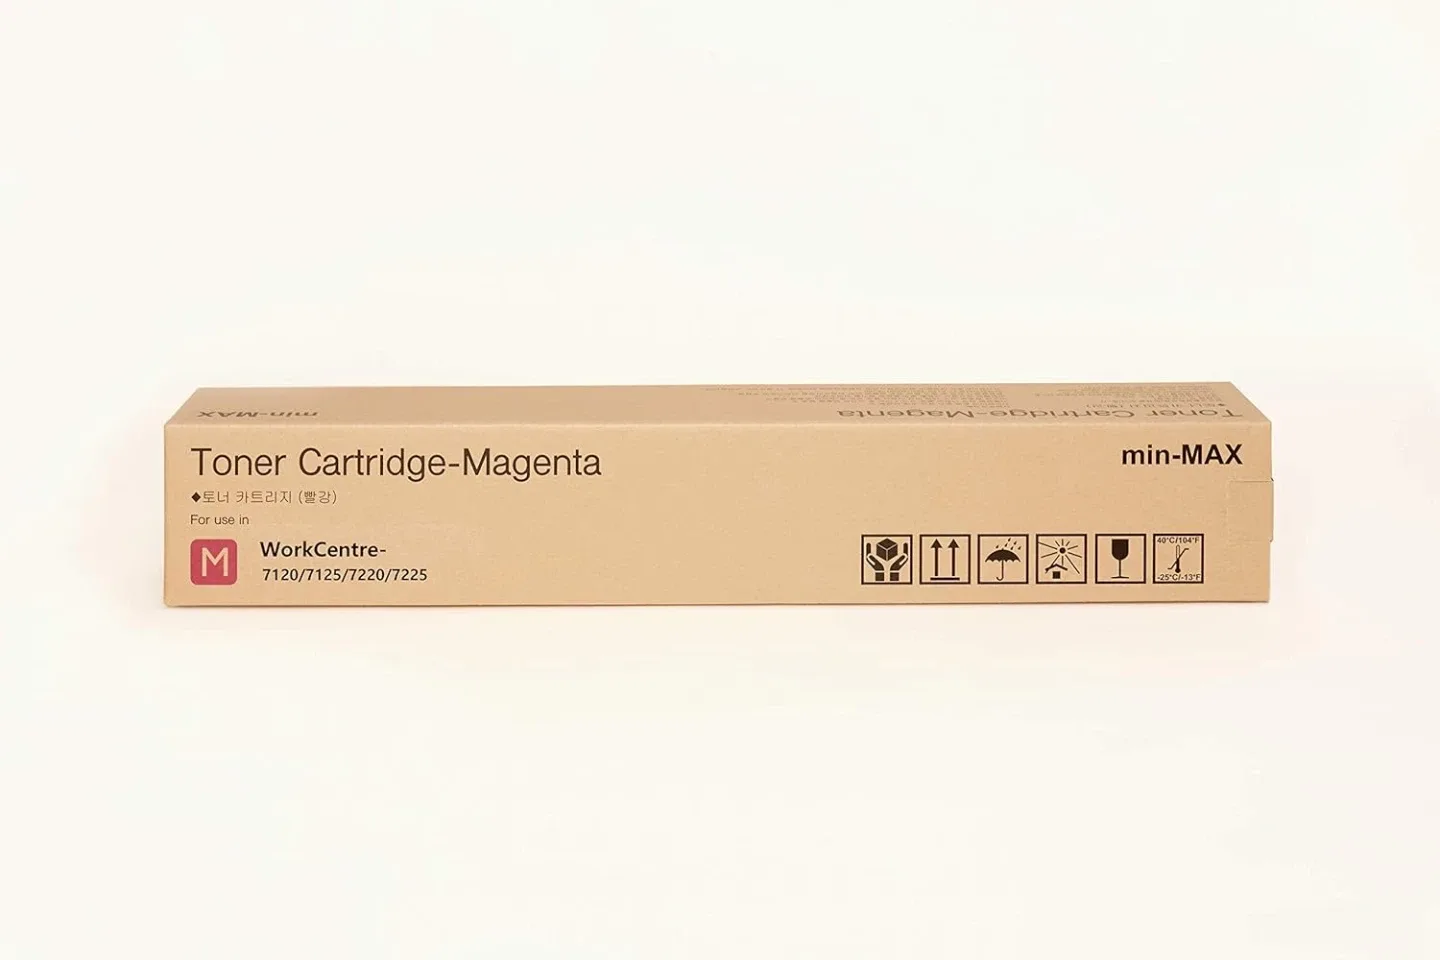 min-MAX
Toner Cartridge-Magenta
Toner Cartridge-Magenta
min-MAX
◆토너 카트리지 (빨강)
For use in
M
WorkCentre-
7120/7125/7220/7225
40°C/104°F
-25°C/-13°F